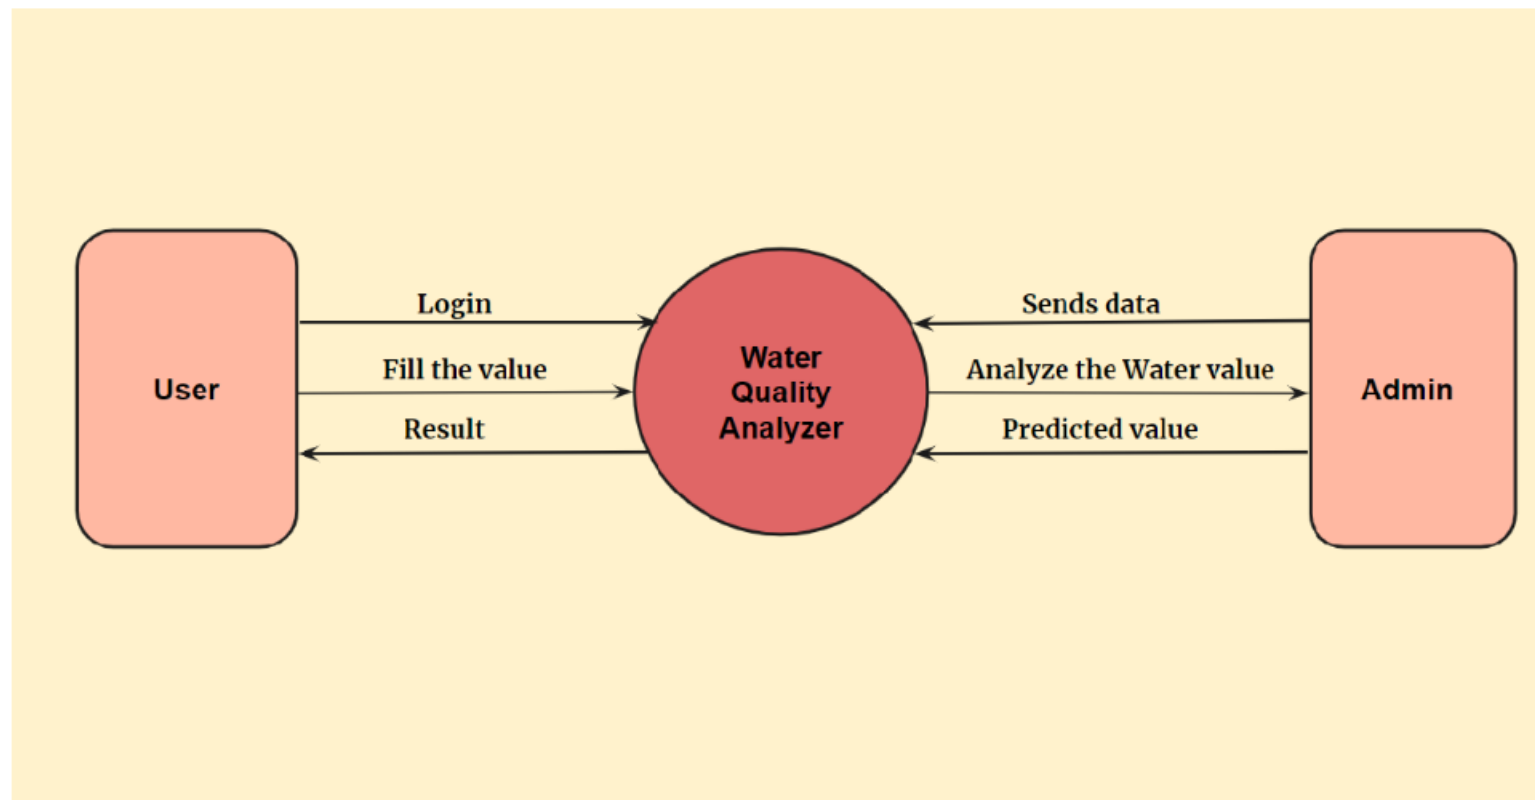 Login
Fill the value
Result
User
Water
Quality
Analyzer
Sends data
Analyze the Water value
Predicted value
Admin